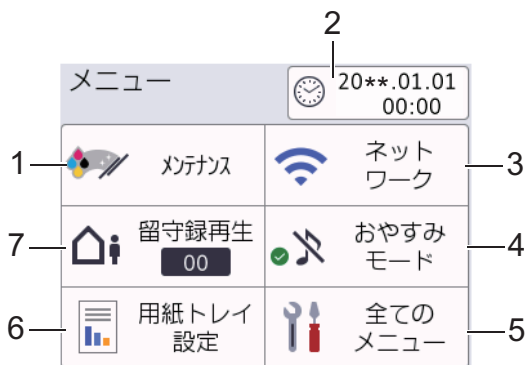 2
メニュー
20**.01.01
00:00
1
メンテナンス
ネット
ワーク
3
7
留守録再生
00
おやすみ
モード
4
6
用紙トレイ
設定
全ての
メニュー
5